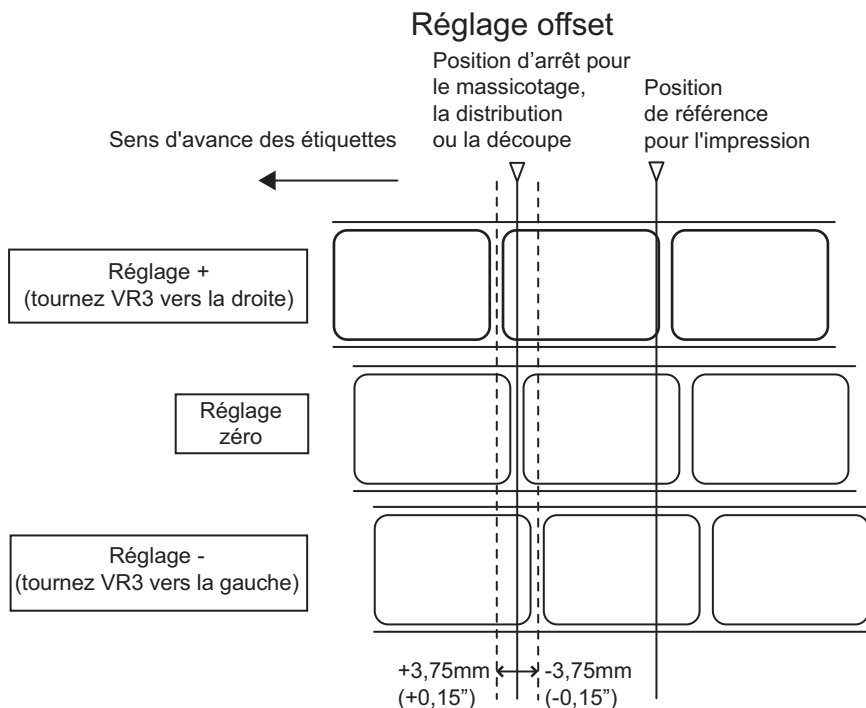 Réglage offset
Position d'arrêt pour
le massicotage,
la distribution
ou la découpe
Position
de référence
pour l'impression
Sens d'avance des étiquettes
Réglage +
(tournez VR3 vers la droite)
Réglage
zéro
Réglage -
(tournez VR3 vers la gauche)
+3,75mm
(+0,15”)
-3,75mm
(-0,15”)